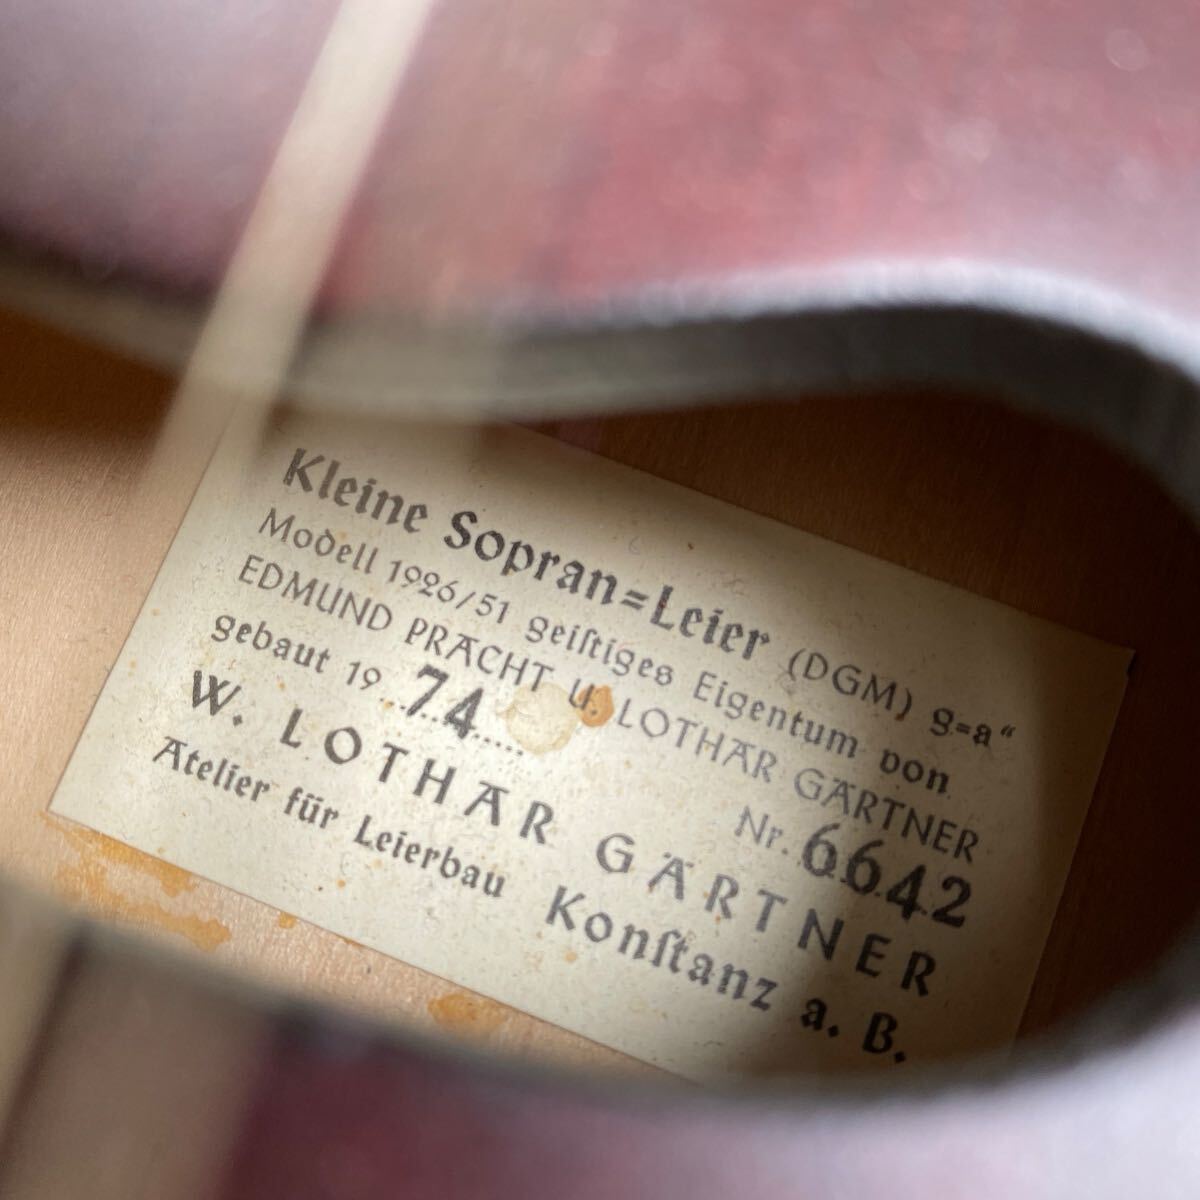 Kleine Sopran=Leier (DGM) g=a“
Modell 1926/51 geiſtiges Eigentum von
EDMUND PRACHT u. LOTHAR GÄRTNER
gebaut 19 74 Nr. 6642
W. LOTHAR GÄRTNER
Atelier für Leierbau Konſtanz a. B.